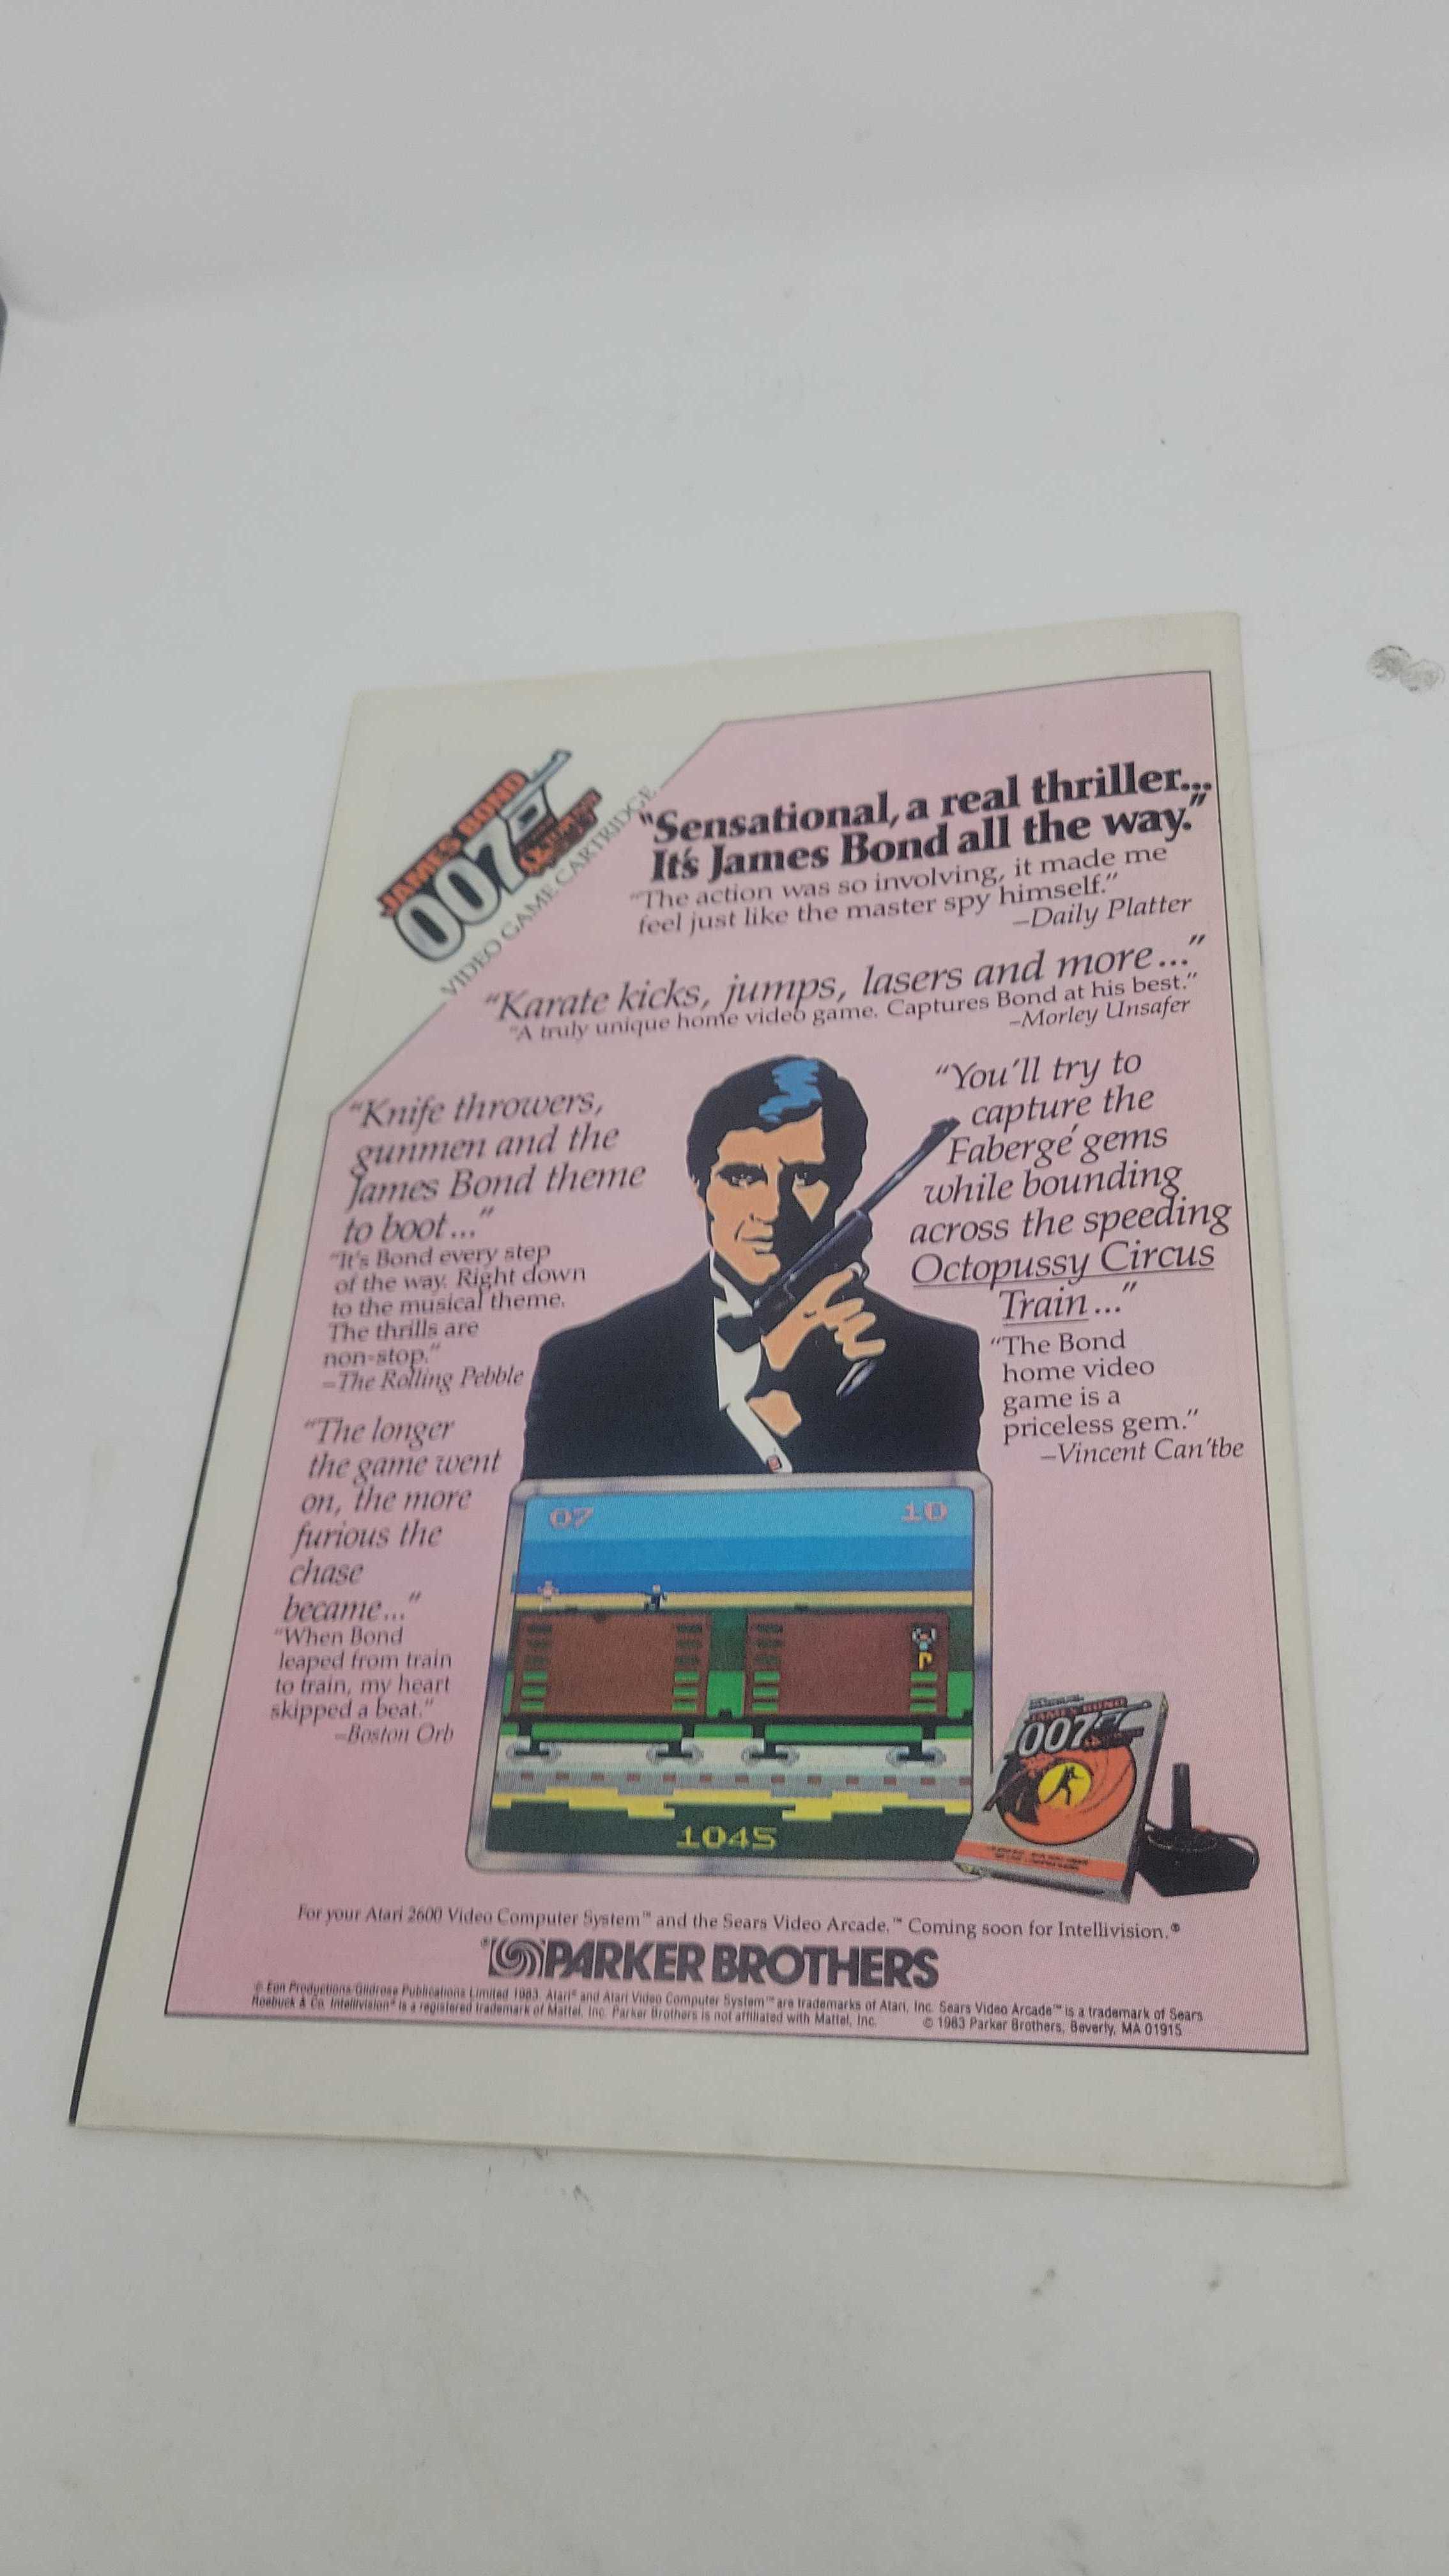 JAMES BOND
007
VIDEO GAME CARTRIDGE
"Sensational, a real thriller...
It's James Bond all the way."
"The action was so involving, it made me
feel just like the master spy himself."
–Daily Platter
"Karate kicks, jumps, lasers and more..."
"A truly unique home video game. Captures Bond at his best."
–Morley Unsafer
"Knife throwers,
gunmen and the
James Bond theme
to boot..."
"It's Bond every step
of the way. Right down
to the musical theme.
The thrills are
non-stop."
–The Rolling Pebble
"The longer
the game went
on, the more
furious the
chase
became..."
"When Bond
leaped from train
to train, my heart
skipped a beat."
–Boston Orb
"You'll try to
capture the
Fabergé gems
while bounding
across the speeding
Octopussy Circus
Train..."
"The Bond
home video
game is a
priceless gem."
–Vincent Can'tbe
07 10
1045
JAMES BOND
007
For your Atari 2600 Video Computer System™ and the Sears Video Arcade.™ Coming soon for Intellivision.®
PARKER BROTHERS
© Eon Productions/Glidrose Publications Limited 1983. Atari® and Atari Video Computer System™ are trademarks of Atari, Inc. Sears Video Arcade™ is a trademark of Sears
Roebuck & Co. Intellivision® is a registered trademark of Mattel, Inc. Parker Brothers is not affiliated with Mattel, Inc. © 1983 Parker Brothers, Beverly, MA 01915